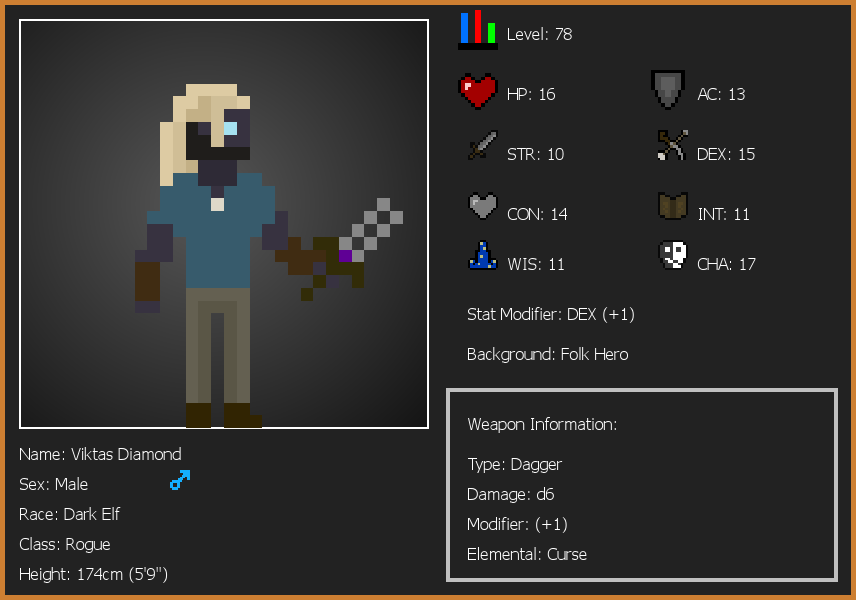 Level: 78
HP: 16
AC: 13
STR: 10
DEX: 15
CON: 14
INT: 11
WIS: 11
CHA: 17
Stat Modifier: DEX (+1)
Background: Folk Hero
Weapon Information:
Type: Dagger
Damage: d6
Modifier: (+1)
Elemental: Curse
Name: Viktas Diamond
Sex: Male
Race: Dark Elf
Class: Rogue
Height: 174cm (5'9")